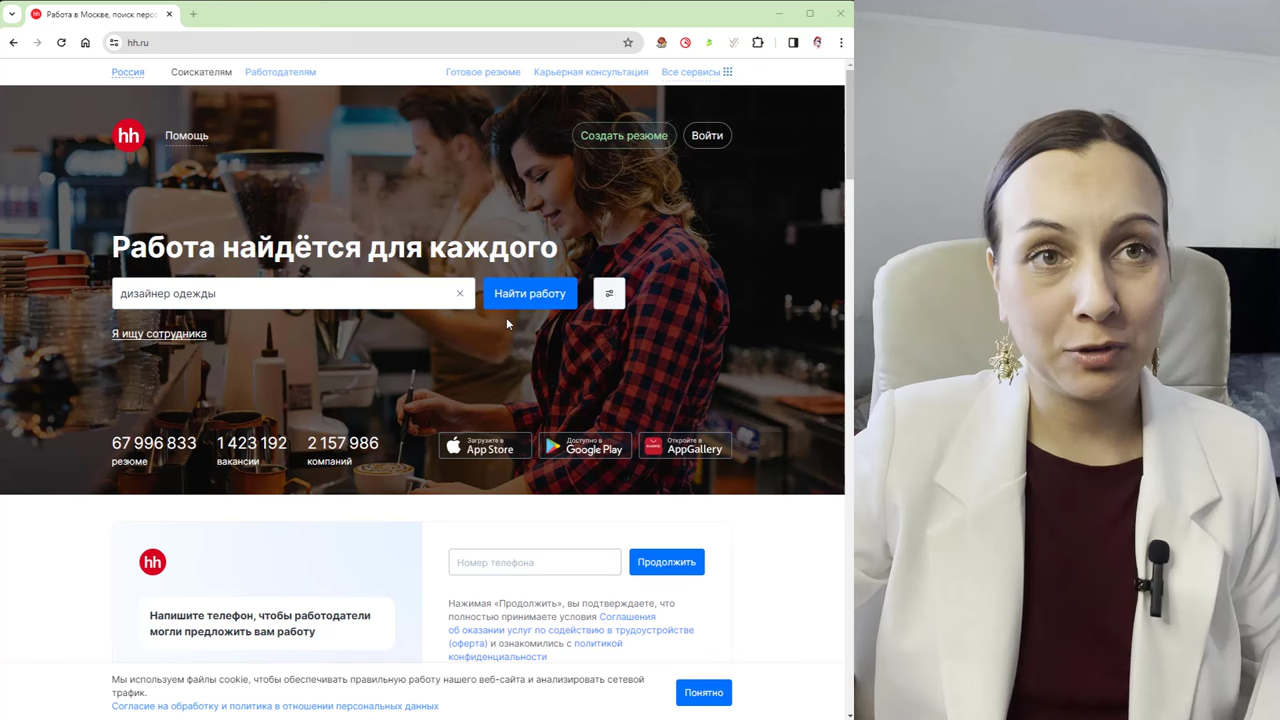 Работа в Москве, поиск персо
hh.ru
Россия
Соискателям
Работодателям
Готовое резюме
Карьерная консультация
Все сервисы
hh
Помощь
Создать резюме
Войти
Работа найдётся для каждого
дизайнер одежды
Найти работу
Я ищу сотрудника
67 996 833
резюме
1 423 192
вакансии
2 157 986
компаний
Загрузите в
App Store
Доступно в
Google Play
Откройте в
AppGallery
hh
Напишите телефон, чтобы работодатели
могли предложить вам работу
Номер телефона
Продолжить
Нажимая «Продолжить», вы подтверждаете, что
полностью принимаете условия Соглашения
об оказании услуг по содействию в трудоустройстве
(оферта) и ознакомились с политикой
конфиденциальности
Мы используем файлы cookie, чтобы обеспечивать правильную работу нашего веб-сайта и анализировать сетевой
трафик.
Согласие на обработку и политика в отношении персональных данных
Понятно